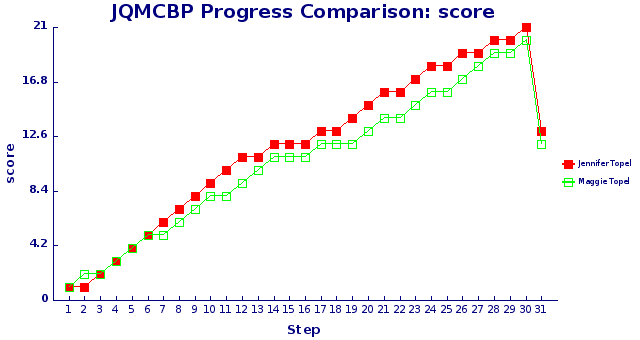 JQMCBP Progress Comparison: score
21
16.8
12.6
8.4
4.2
0
score
1 2 3 4 5 6 7 8 9 10 11 12 13 14 15 16 17 18 19 20 21 22 23 24 25 26 27 28 29 30 31
Step
Jennifer Topel
Maggie Topel